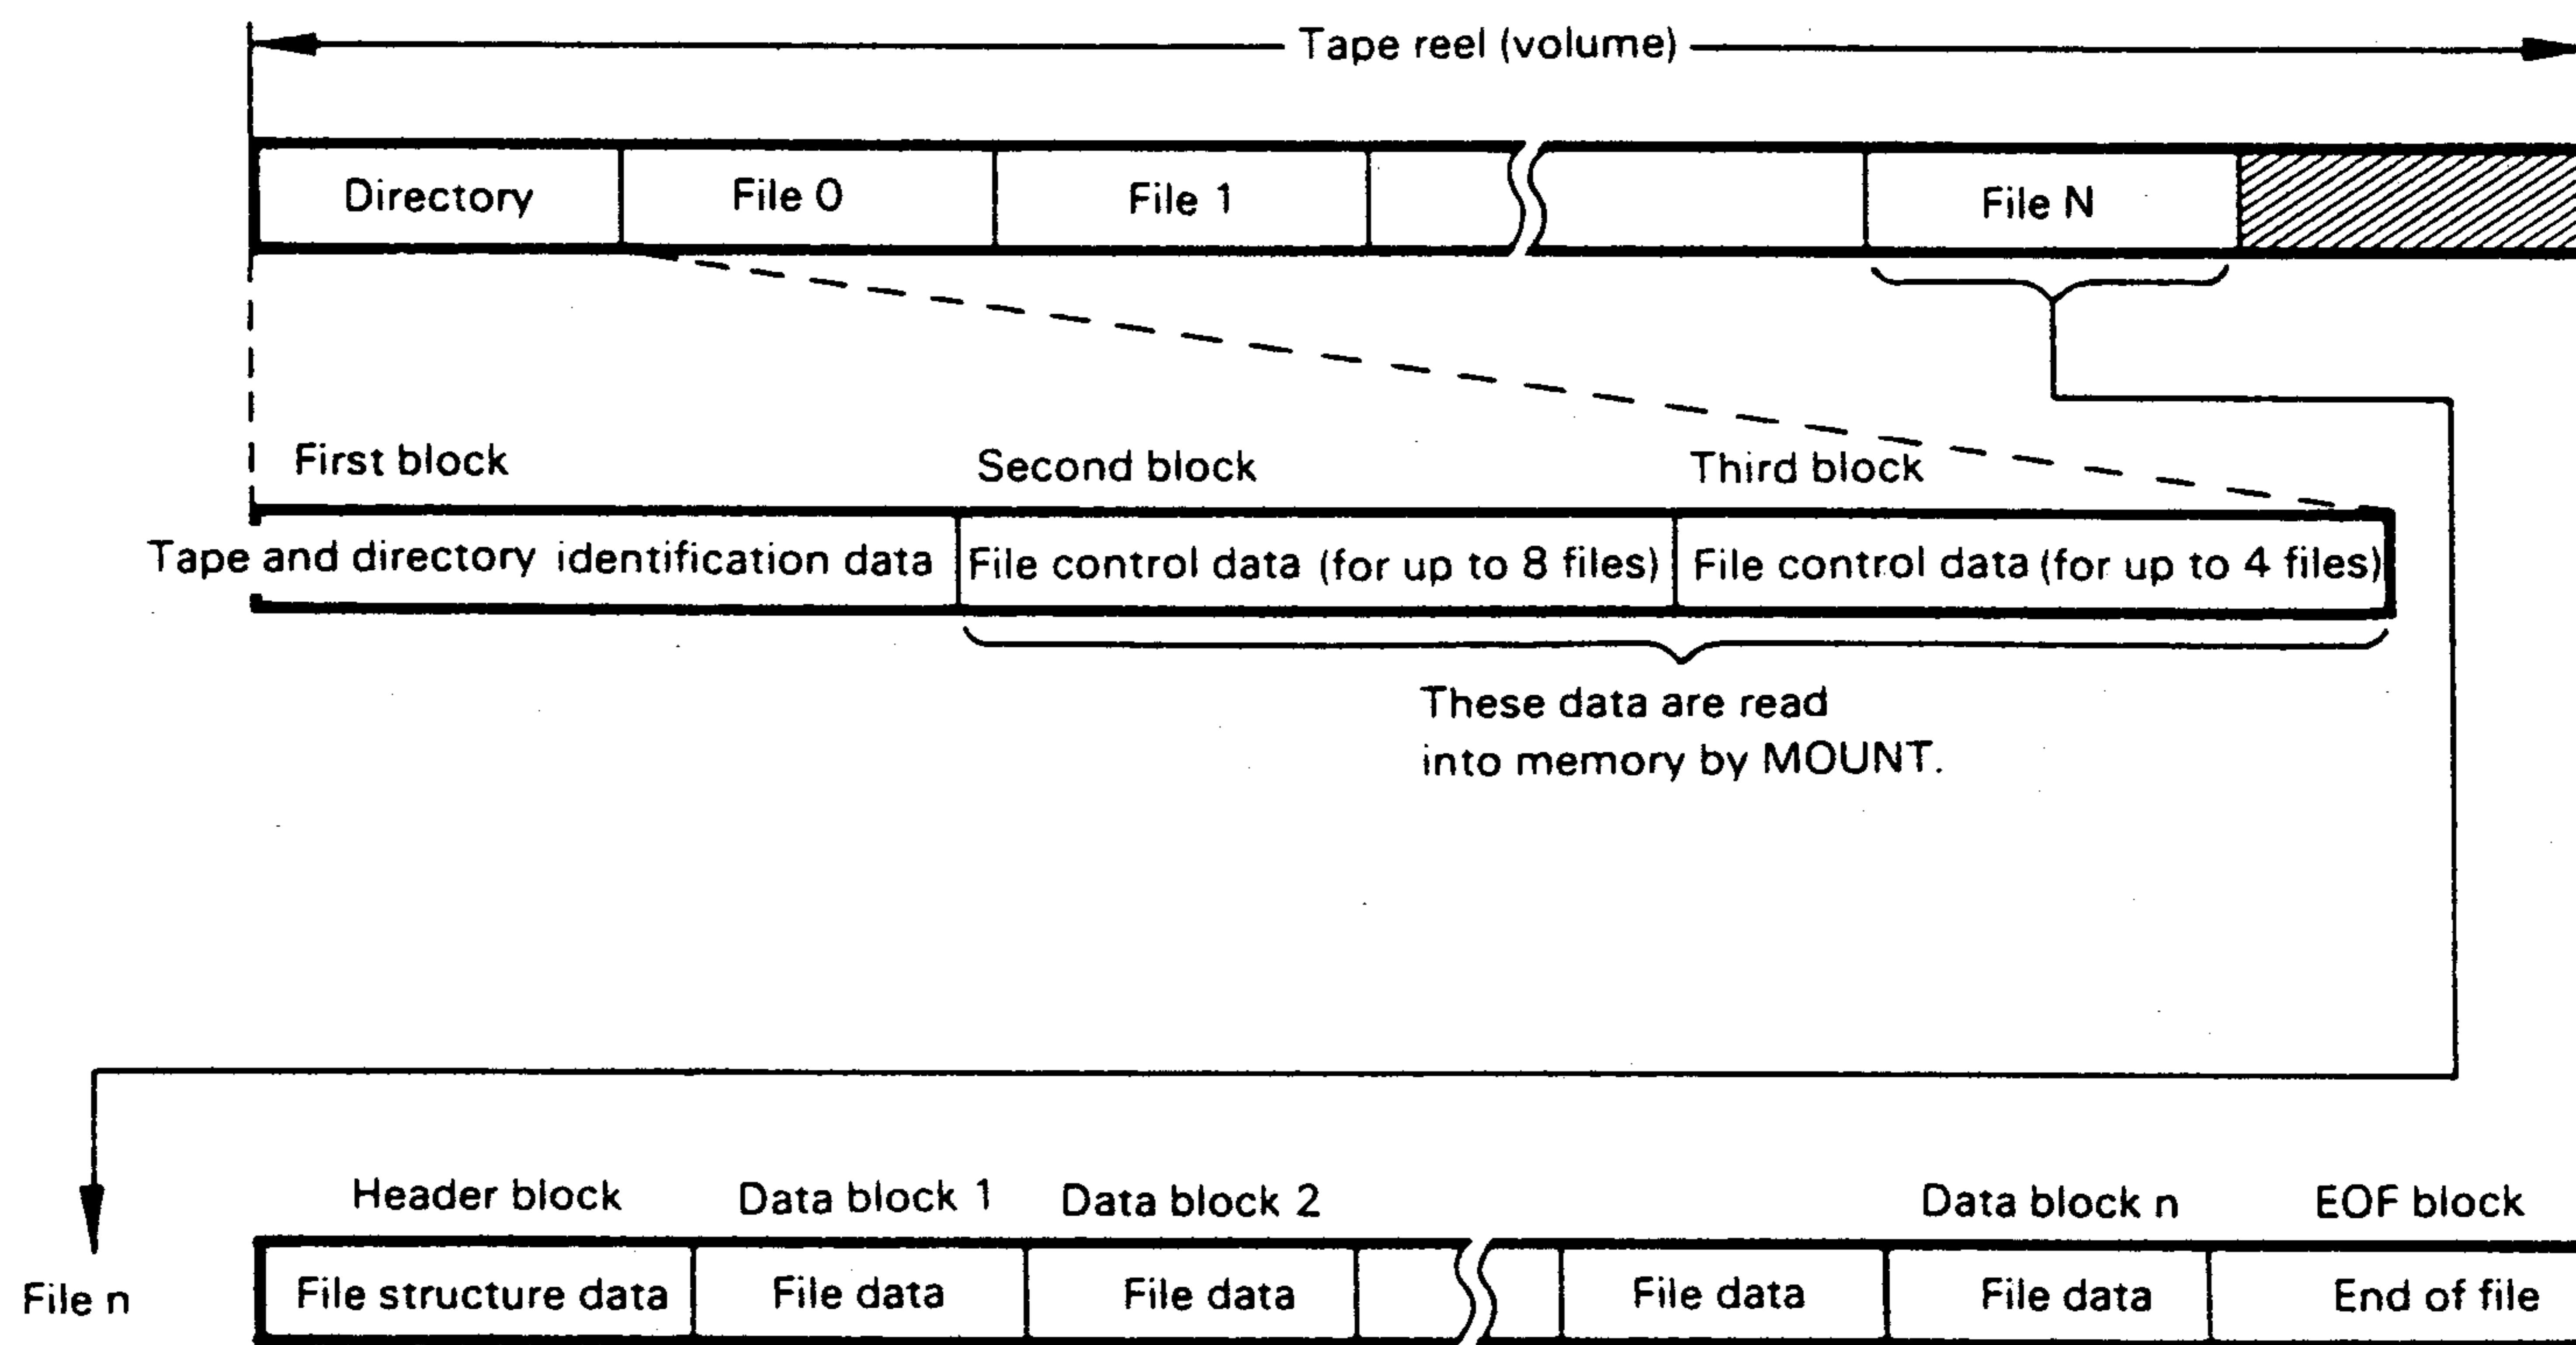 Tape reel (volume)
Directory
File 0
File 1
File N
First block
Second block
Third block
Tape and directory identification data
File control data (for up to 8 files)
File control data (for up to 4 files)
These data are read
into memory by MOUNT.
Header block
Data block 1
Data block 2
Data block n
EOF block
File n
File structure data
File data
File data
File data
File data
End of file